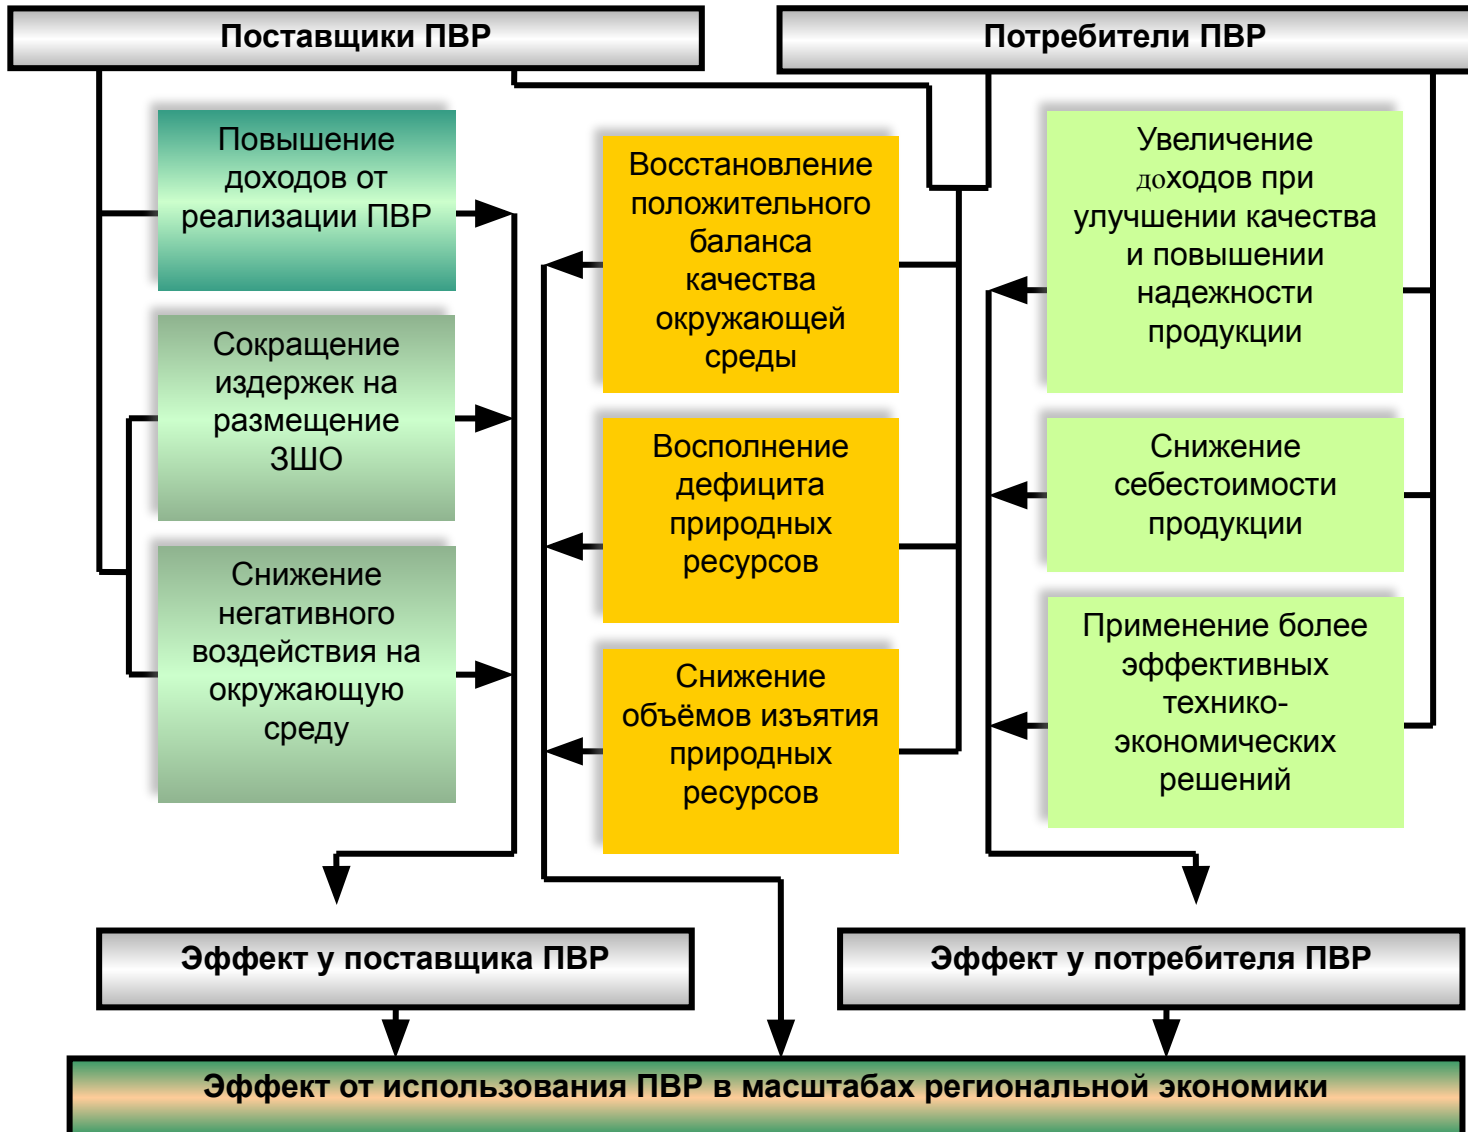 Поставщики ПВР
Потребители ПВР
Повышение
доходов от
реализации ПВР
Сокращение
издержек на
размещение
ЗШО
Снижение
негативного
воздействия на
окружающую
среду
Восстановление
положительного
баланса
качества
окружающей
среды
Восполнение
дефицита
природных
ресурсов
Снижение
объёмов изъятия
природных
ресурсов
Увеличение
доходов при
улучшении качества
и повышении
надежности
продукции
Снижение
себестоимости
продукции
Применение более
эффективных
технико-
экономических
решений
Эффект у поставщика ПВР
Эффект у потребителя ПВР
Эффект от использования ПВР в масштабах региональной экономики